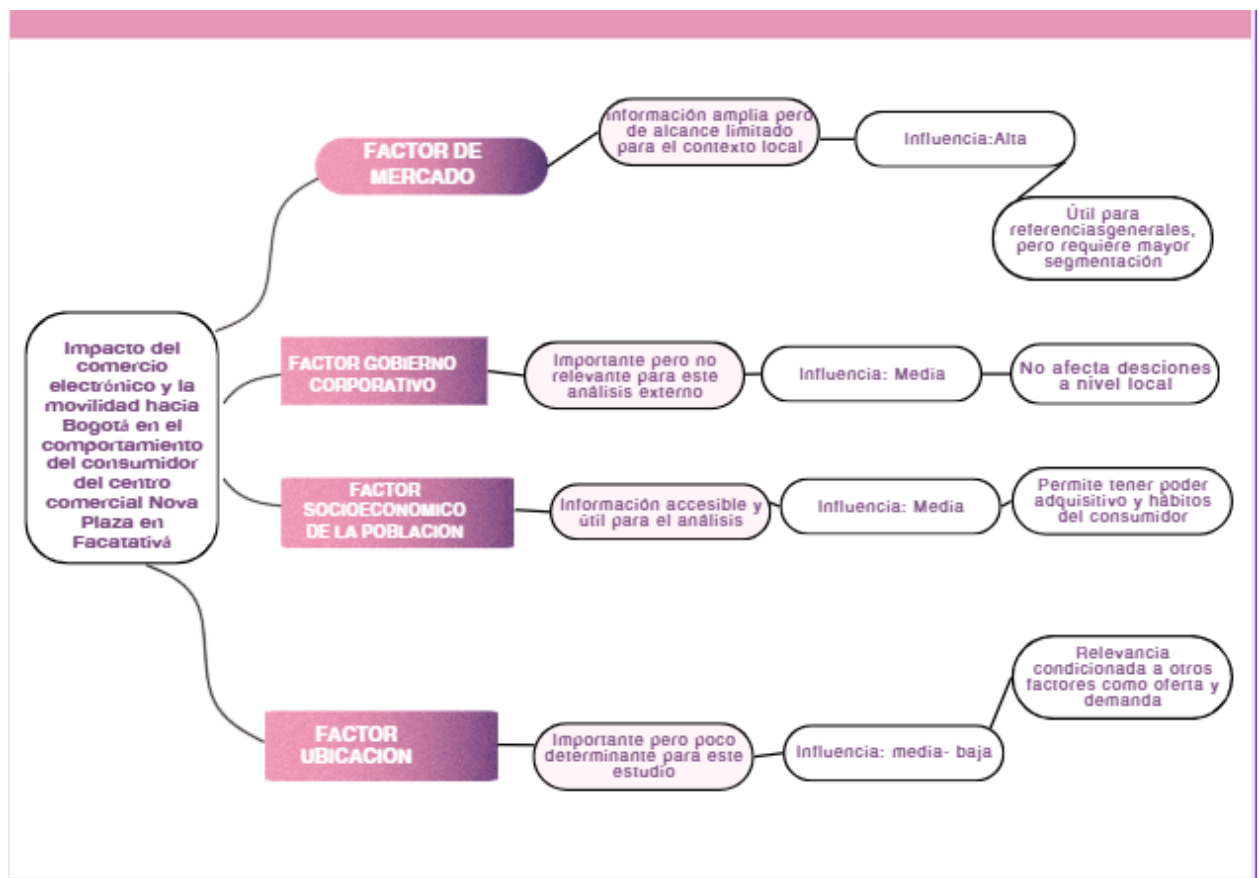 Impacto del
comercio
electrónico y la
movilidad hacia
Bogotá en el
comportamiento
del consumidor
del centro
comercial Nova
Plaza en
Facatativá
FACTOR DE
MERCADO
Información amplia pero
de alcance limitado
para el contexto local
Influencia:Alta
Útil para
referenciasgenerales,
pero requiere mayor
segmentación
FACTOR GOBIERNO
CORPORATIVO
Importante pero no
relevante para este
análisis externo
Influencia: Media
No afecta desciones
a nivel local
FACTOR
SOCIOECONOMICO
DE LA POBLACION
Información accesible y
útil para el análisis
Influencia: Media
Permite tener poder
adquisitivo y hábitos
del consumidor
FACTOR
UBICACION
Importante pero poco
determinante para este
estudio
Influencia: media- baja
Relevancia
condicionada a otros
factores como oferta y
demanda